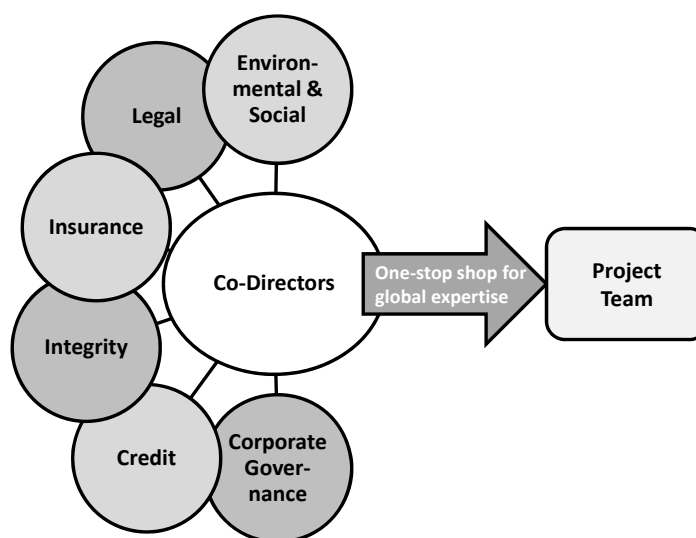 Environ-
mental &
Social
Legal
Insurance
Integrity
Credit
Corporate
Gover-
nance
Co-Directors
One-stop shop for
global expertise
Project
Team